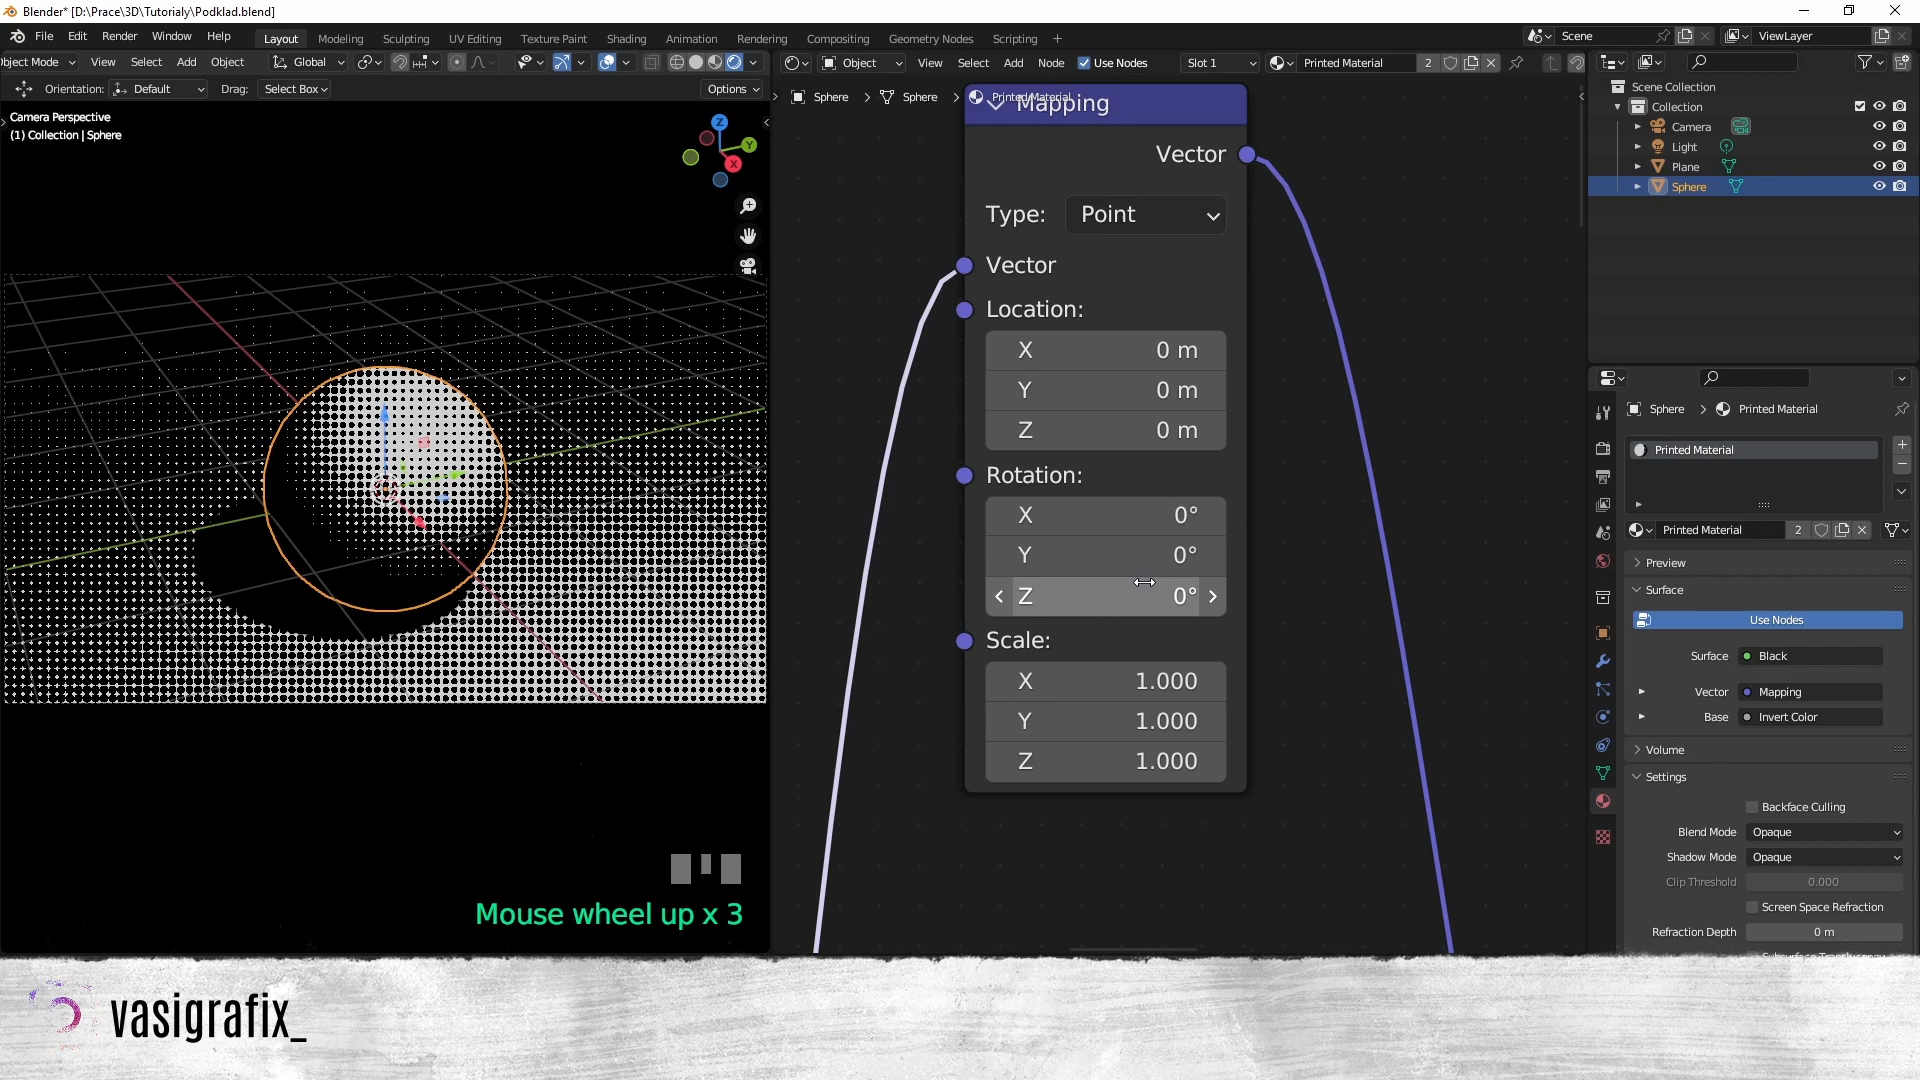 Blender* [D:\Prace\3D\Tutorialy\Podklad.blend]
File Edit Render Window Help Layout Modeling Sculpting UV Editing Texture Paint Shading Animation Rendering Compositing Geometry Nodes Scripting + Scene ViewLayer
bject Mode View Select Add Object Global Object View Select Add Node Use Nodes Slot 1 Printed Material 2
Orientation: Default Drag: Select Box Options
Sphere Sphere Printed Material
Camera Perspective
(1) Collection | Sphere
Z
Y
X
Mapping
Vector
Type: Point
Vector
Location:
X 0 m
Y 0 m
Z 0 m
Rotation:
X 0°
Y 0°
Z 0°
Scale:
X 1.000
Y 1.000
Z 1.000
Scene Collection
Collection
Camera
Light
Plane
Sphere
Sphere Printed Material
Printed Material
Printed Material 2
Preview
Surface
Use Nodes
Surface Black
Vector Mapping
Base Invert Color
Volume
Settings
Backface Culling
Blend Mode Opaque
Shadow Mode Opaque
Clip Threshold 0.000
Screen Space Refraction
Refraction Depth 0 m
Subsurface Translucency
Mouse wheel up x 3
vasigrafix_